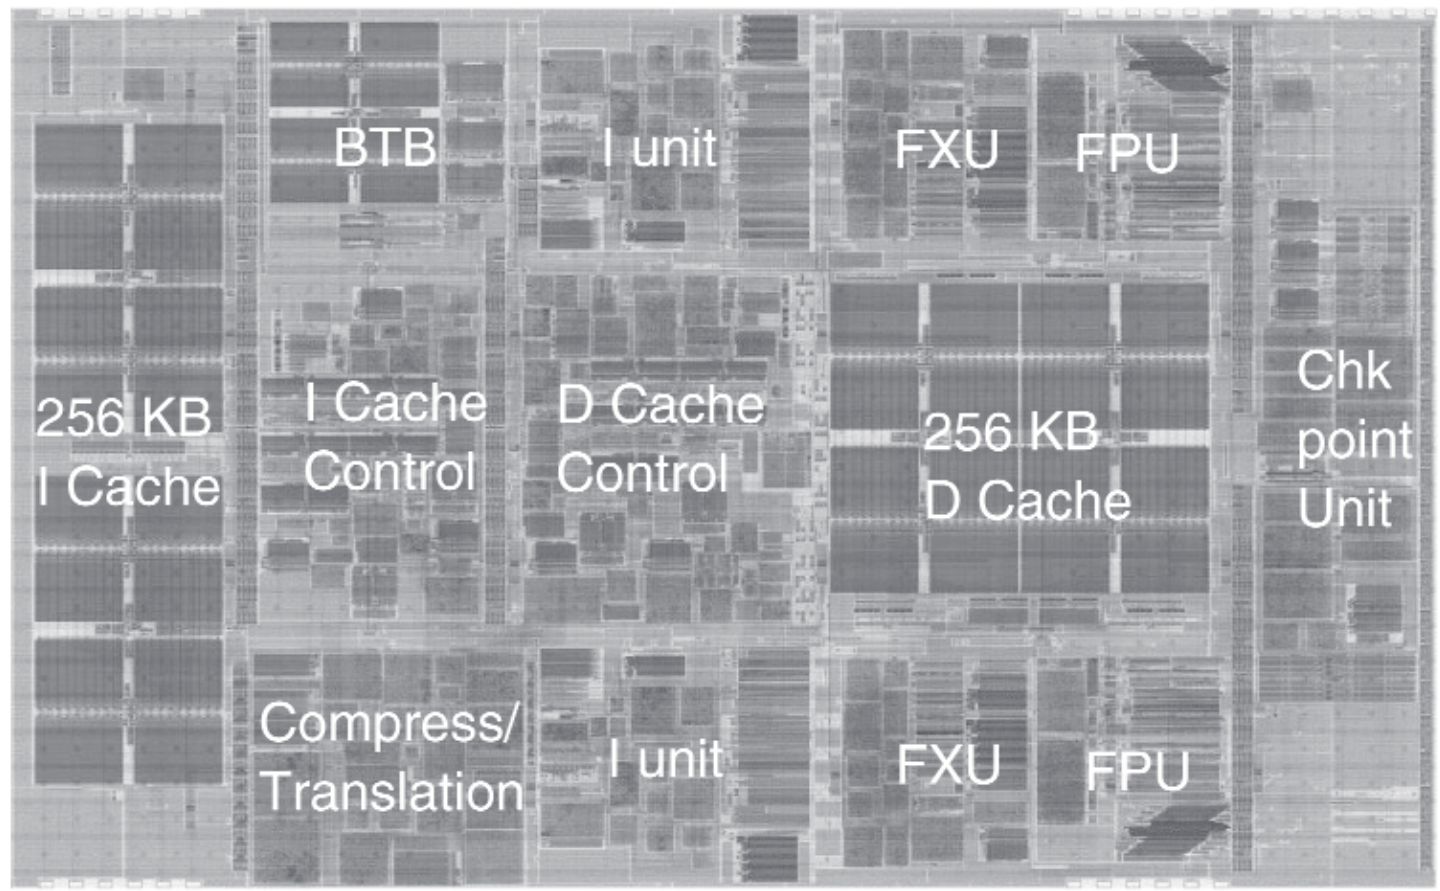 BTB
I unit
FXU
FPU
256 KB
I Cache
I Cache
Control
D Cache
Control
256 KB
D Cache
Chk
point
Unit
Compress/
Translation
I unit
FXU
FPU